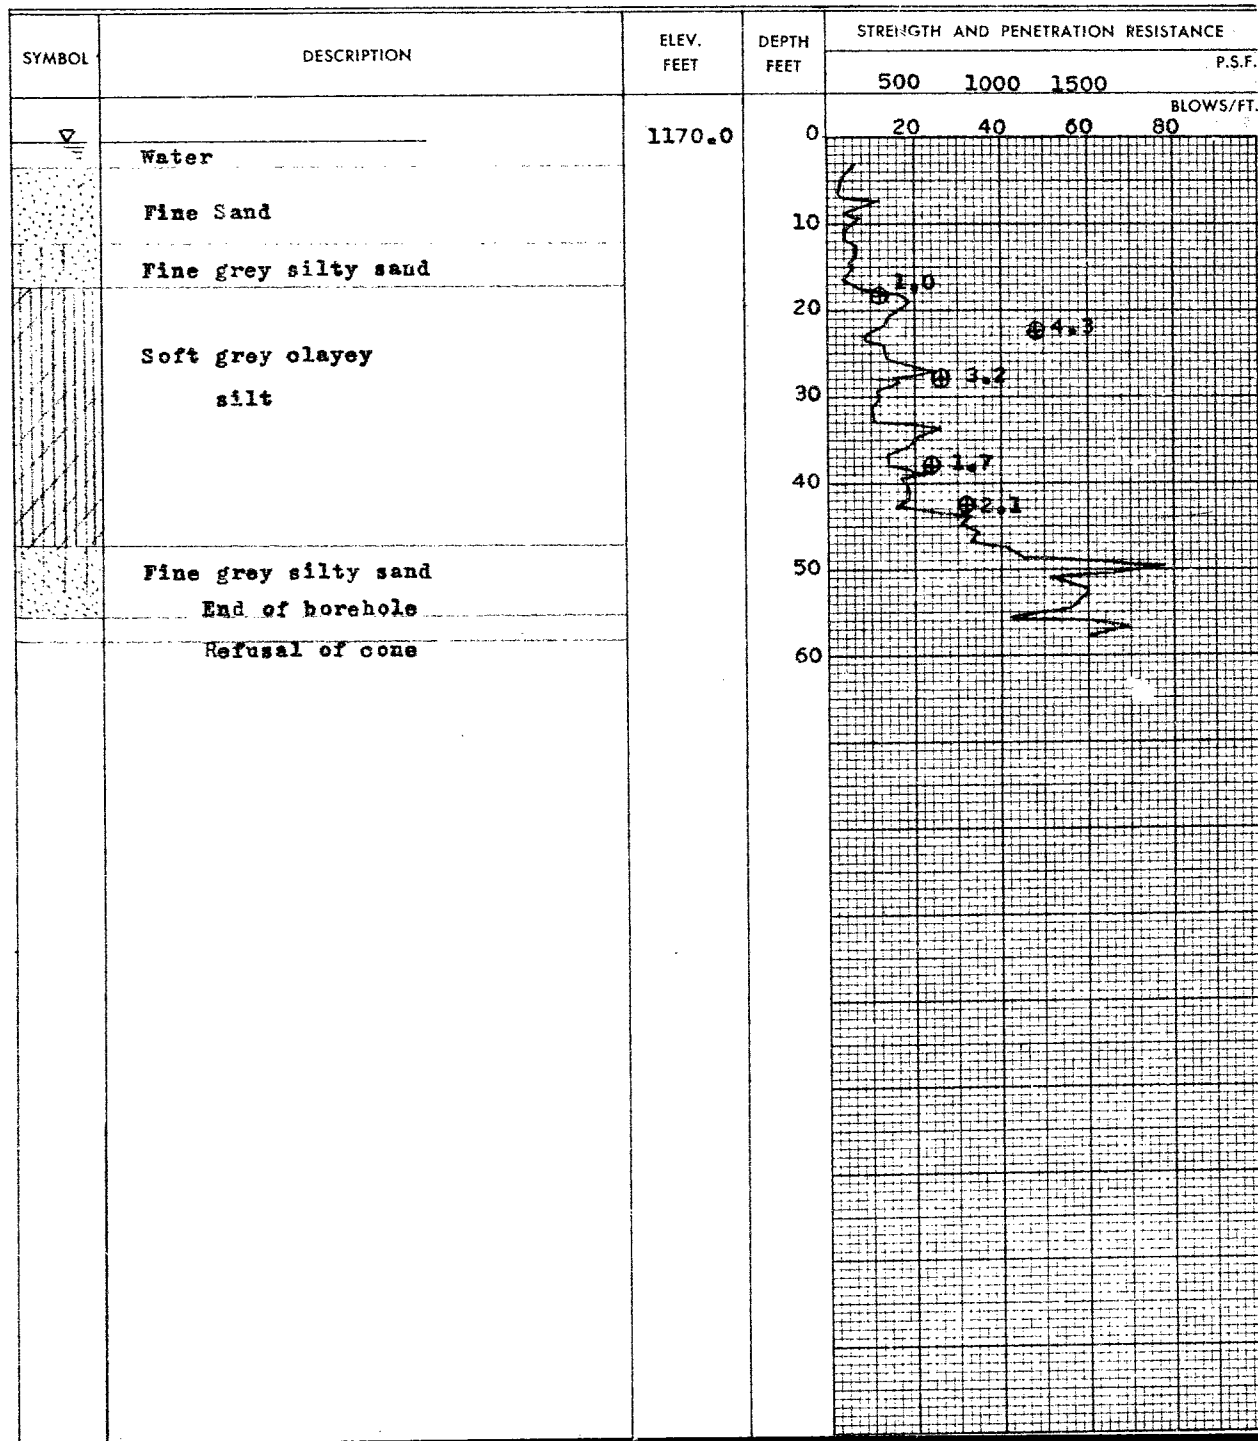 SYMBOL
DESCRIPTION
ELEV.
FEET
DEPTH
FEET
STRENGTH AND PENETRATION RESISTANCE
P.S.F.
500 1000 1500
BLOWS/FT.
20 40 60 80
1170.0
0
Water
Fine Sand
10
Fine grey silty sand
1.0
20
4.3
Soft grey clayey
silt
3.2
30
1.7
40
2.1
Fine grey silty sand
50
End of borehole
Refusal of cone
60